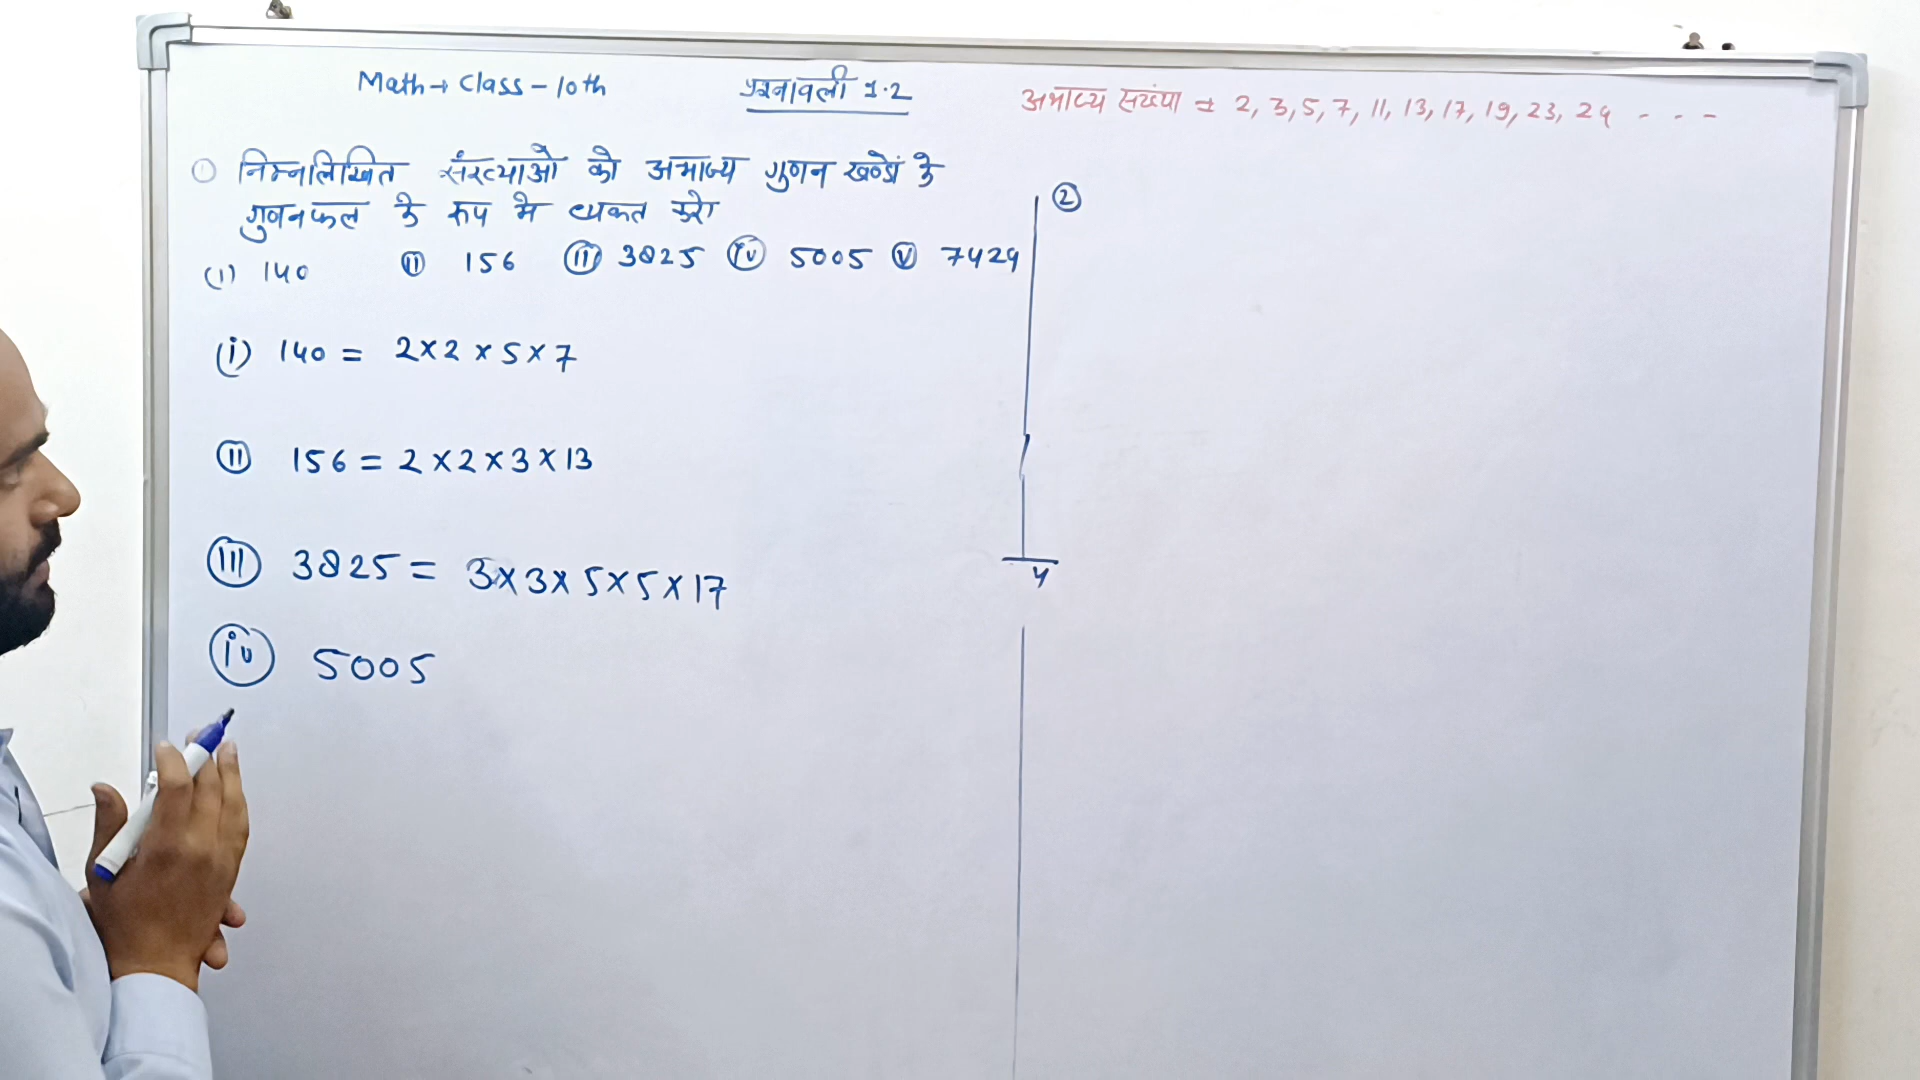 Math → Class - 10th
प्रश्नावली 1.2
अभाज्य संख्या = 2, 3, 5, 7, 11, 13, 17, 19, 23, 29 - - -
① निम्नलिखित संख्याओ को अभाज्य गुणन खण्डों के
गुणनफल के रूप मे व्यक्त करो
(i) 140 (ii) 156 (iii) 3825 (iv) 5005 (v) 7429
(i) 140 = 2×2×5×7
(ii) 156 = 2×2×3×13
(iii) 3825 = 3×3×5×5×17
(iv) 5005
②